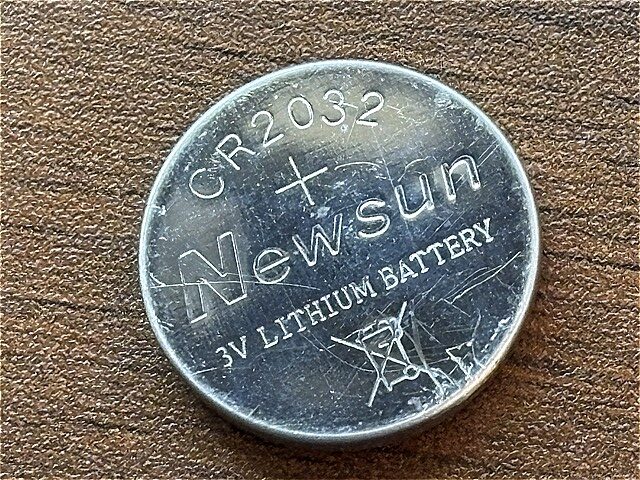 CR2032
+
Newsun
3V LITHIUM BATTERY